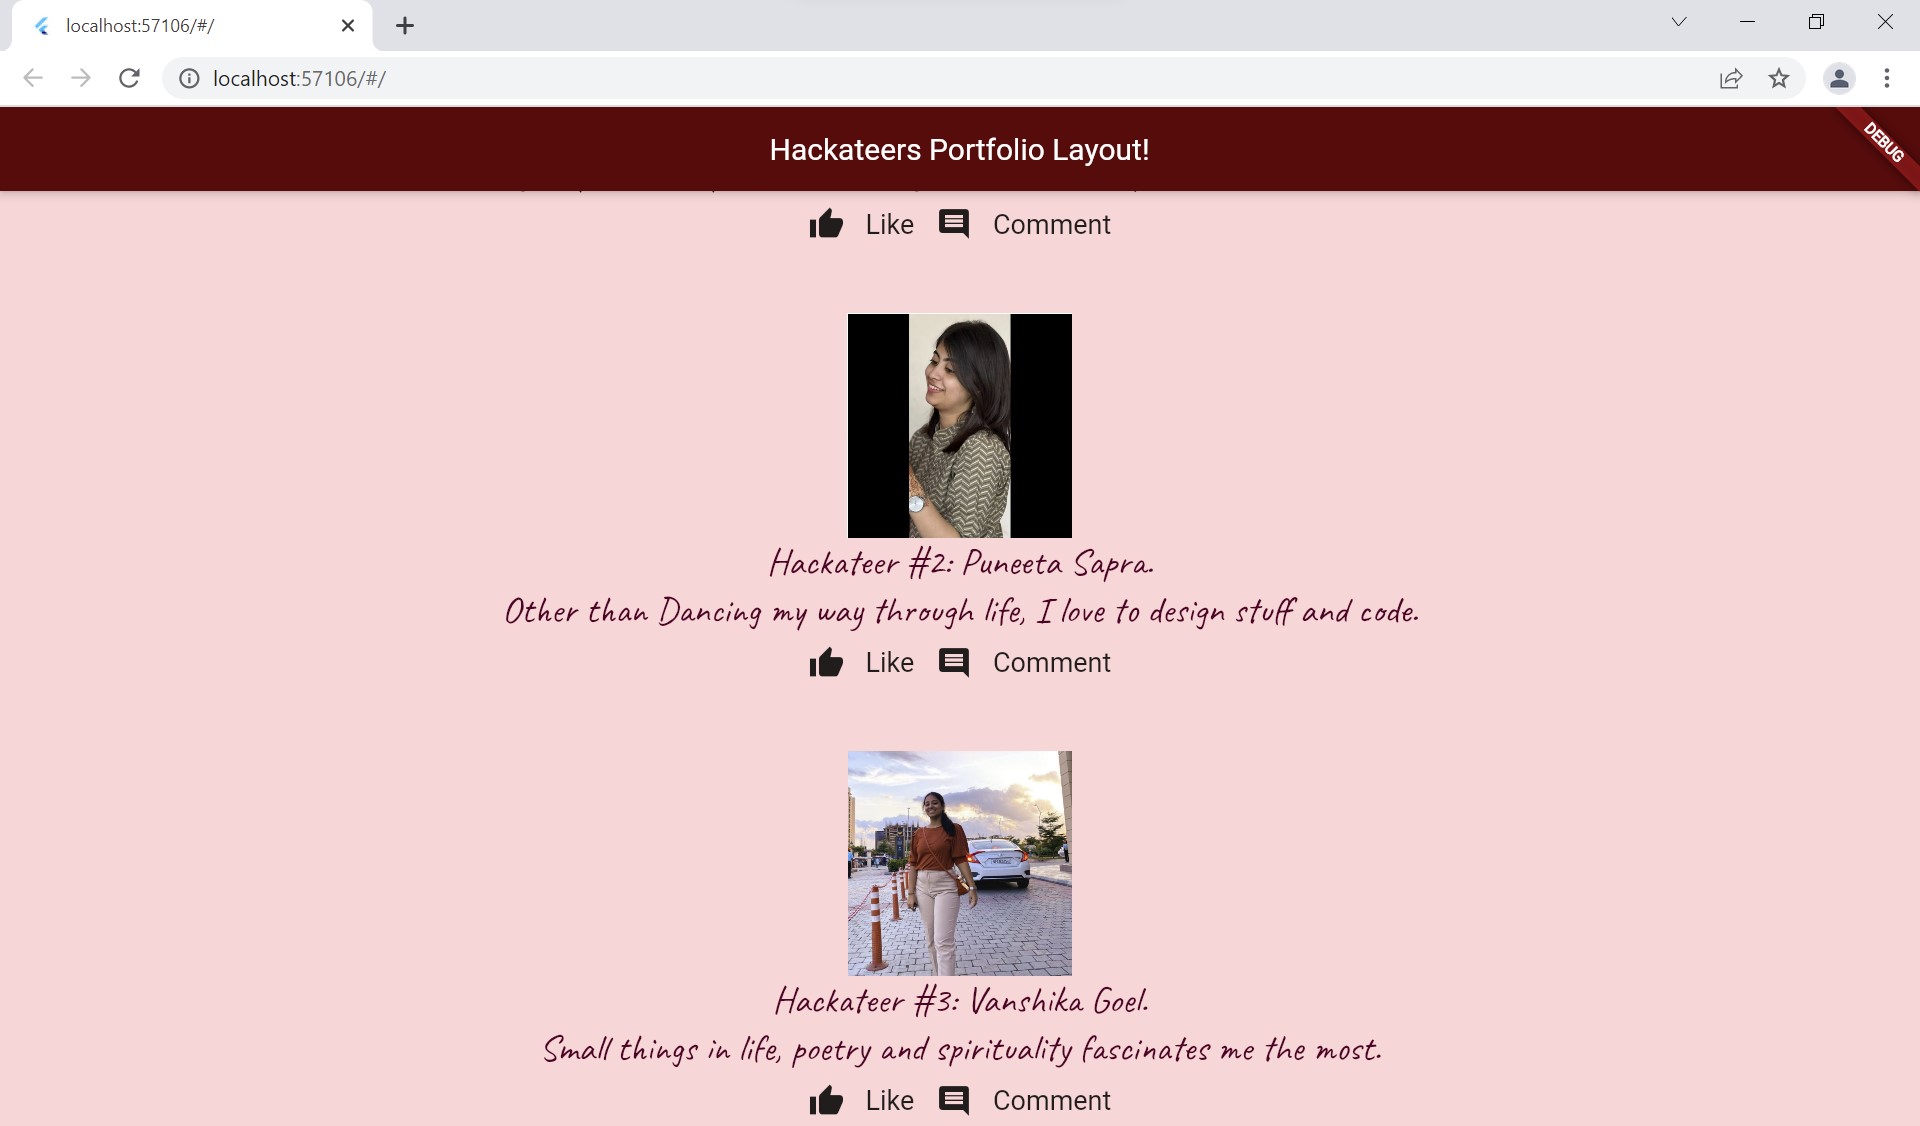 localhost:57106/#/
localhost:57106/#/
Hackateers Portfolio Layout!
DEBUG
Like Comment
Hackateer #2: Puneeta Sapra.
Other than Dancing my way through life, I love to design stuff and code.
Like Comment
Hackateer #3: Vanshika Goel.
Small things in life, poetry and spirituality fascinates me the most.
Like Comment